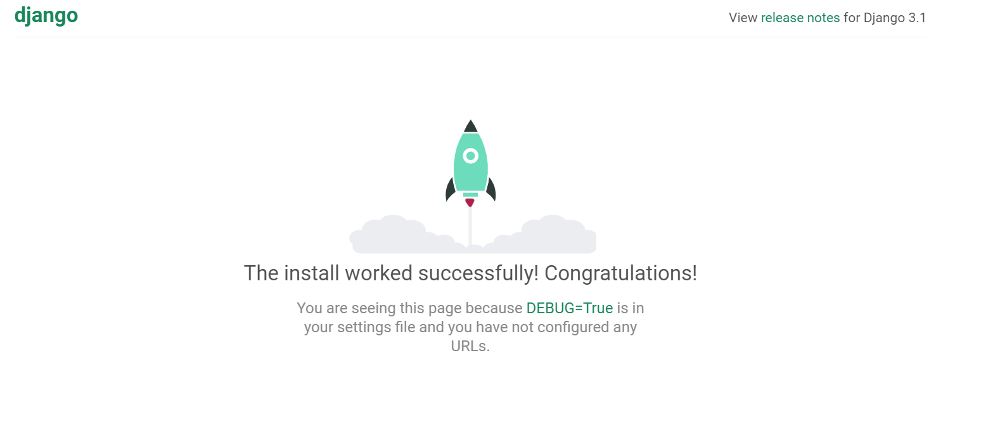 django
View release notes for Django 3.1
The install worked successfully! Congratulations!
You are seeing this page because DEBUG=True is in
your settings file and you have not configured any
URLs.